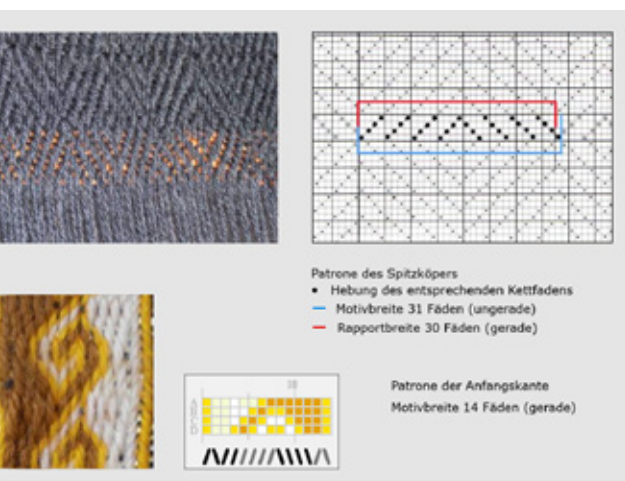 Patrone des Spitzköpers
Hebung des entsprechenden Kettfadens
Motivbreite 31 Fäden (ungerade)
Rapportbreite 30 Fäden (gerade)
Patrone der Anfangskante
Motivbreite 14 Fäden (gerade)